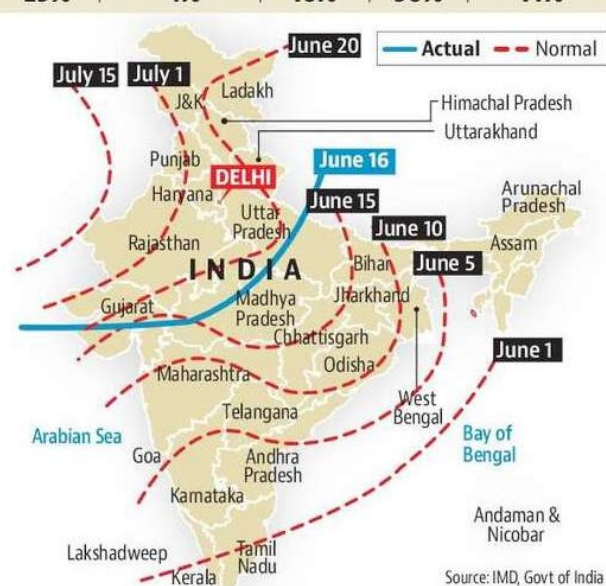 June 20
Actual
Normal
July 15
July 1
J&K
Ladakh
Himachal Pradesh
Uttarakhand
Punjab
DELHI
June 16
Haryana
June 15
Arunachal
Pradesh
Uttar
Pradesh
June 10
Rajasthan
Assam
INDIA
Bihar
June 5
Gujarat
Madhya
Pradesh
Jharkhand
Chhattisgarh
June 1
Odisha
Maharashtra
West
Bengal
Telangana
Arabian Sea
Bay of
Bengal
Goa
Andhra
Pradesh
Karnataka
Andaman &
Nicobar
Lakshadweep
Tamil
Nadu
Kerala
Source: IMD, Govt of India